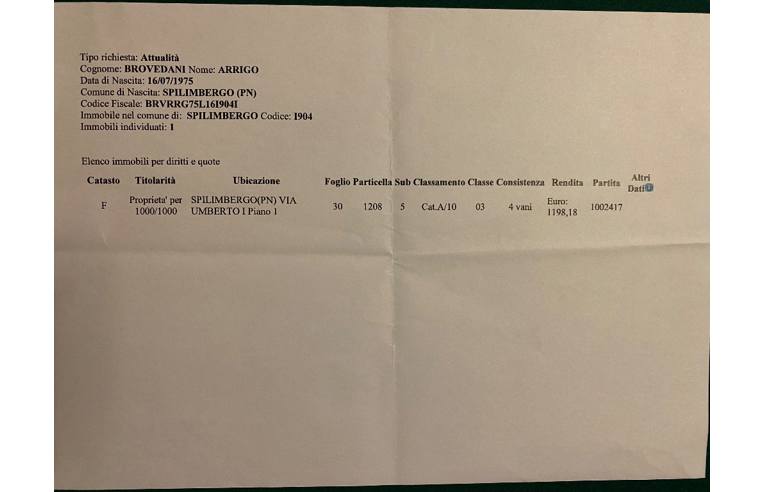 Tipo richiesta: Attualità
Cognome: BROVEDANI Nome: ARRIGO
Data di Nascita: 16/07/1975
Comune di Nascita: SPILIMBERGO (PN)
Codice Fiscale: BRVRRG75L16I904I
Immobile nel comune di: SPILIMBERGO Codice: I904
Immobili individuati: 1
Elenco immobili per diritti e quote
Catasto Titolarità Ubicazione Foglio Particella Sub Classamento Classe Consistenza Rendita Partita Altri Dati
F Proprieta' per 1000/1000 SPILIMBERGO(PN) VIA UMBERTO I Piano 1 30 1208 5 Cat.A/10 03 4 vani Euro: 1198,18 1002417